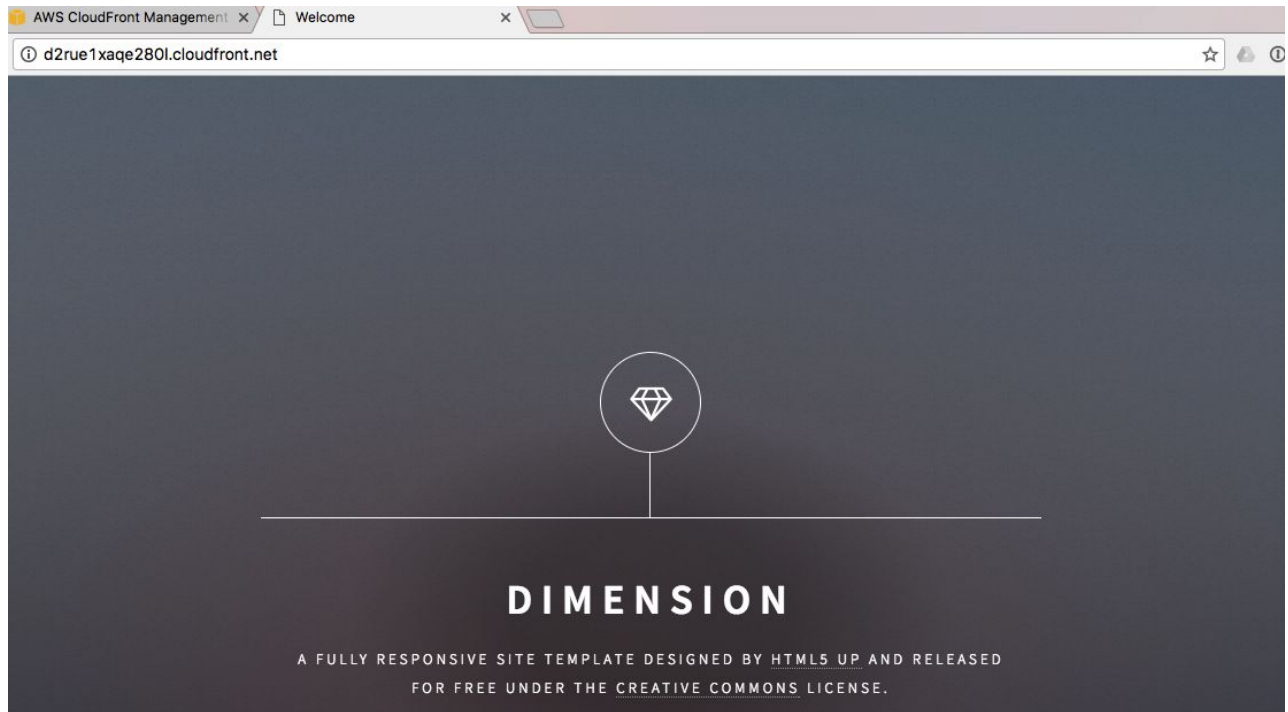 AWS CloudFront Management
Welcome
d2rue1xaqe280l.cloudfront.net
DIMENSION
A FULLY RESPONSIVE SITE TEMPLATE DESIGNED BY HTML5 UP AND RELEASED
FOR FREE UNDER THE CREATIVE COMMONS LICENSE.